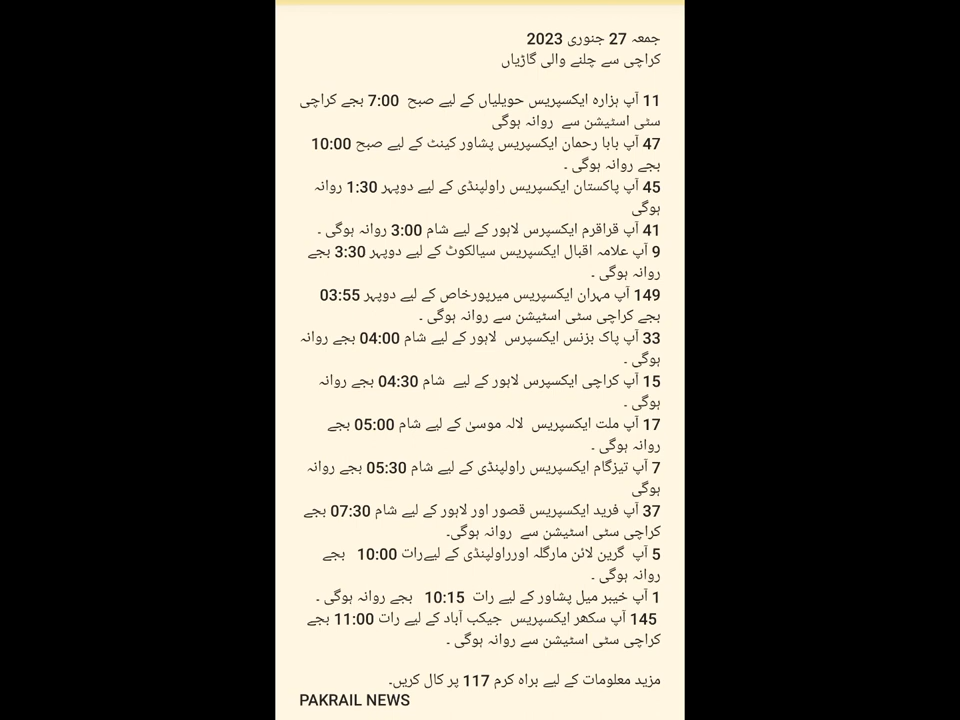 جمعہ 27 جنوری 2023
کراچی سے چلنے والی گاڑیاں
11 آپ ہزارہ ایکسپریس حویلیاں کے لیے صبح 7:00 بجے کراچی
سٹی اسٹیشن سے روانہ ہوگی
47 آپ بابا رحمان ایکسپریس پشاور کینٹ کے لیے صبح 10:00
بجے روانہ ہوگی ۔
45 آپ پاکستان ایکسپریس راولپنڈی کے لیے دوپہر 1:30 روانہ
ہوگی
41 آپ قراقرم ایکسپرس لاہور کے لیے شام 3:00 روانہ ہوگی ۔
9 آپ علامہ اقبال ایکسپریس سیالکوٹ کے لیے دوپہر 3:30 بجے
روانہ ہوگی ۔
149 آپ مہران ایکسپریس میرپورخاص کے لیے دوپہر 03:55
بجے کراچی سٹی اسٹیشن سے روانہ ہوگی ۔
33 آپ پاک بزنس ایکسپرس لاہور کے لیے شام 04:00 بجے روانہ
ہوگی ۔
15 آپ کراچی ایکسپرس لاہور کے لیے شام 04:30 بجے روانہ
ہوگی ۔
17 آپ ملت ایکسپریس لالہ موسیٰ کے لیے شام 05:00 بجے
روانہ ہوگی ۔
7 آپ تیزگام ایکسپریس راولپنڈی کے لیے شام 05:30 بجے روانہ
ہوگی
37 آپ فرید ایکسپریس قصور اور لاہور کے لیے شام 07:30 بجے
کراچی سٹی اسٹیشن سے روانہ ہوگی۔
5 آپ گرین لائن مارگلہ اورراولپنڈی کے لیےرات 10:00 بجے
روانہ ہوگی ۔
1 آپ خیبر میل پشاور کے لیے رات 10:15 بجے روانہ ہوگی ۔
145 آپ سکھر ایکسپریس جیکب آباد کے لیے رات 11:00 بجے
کراچی سٹی اسٹیشن سے روانہ ہوگی ۔
مزید معلومات کے لیے براہ کرم 117 پر کال کریں۔
PAKRAIL NEWS